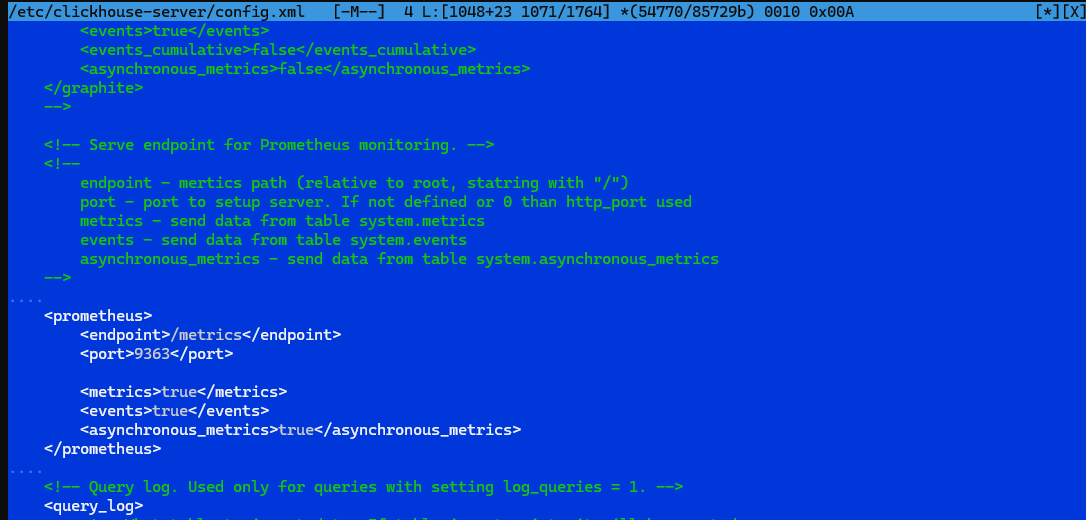 /etc/clickhouse-server/config.xml   [-M--]  4 L:[1048+23 1071/1764] *(54770/85729b) 0010 0x00A                    [*][X]
        <events>true</events>
        <events_cumulative>false</events_cumulative>
        <asynchronous_metrics>false</asynchronous_metrics>
    </graphite>
    -->
    <!-- Serve endpoint for Prometheus monitoring. -->
    <!--
        endpoint - mertics path (relative to root, statring with "/")
        port - port to setup server. If not defined or 0 than http_port used
        metrics - send data from table system.metrics
        events - send data from table system.events
        asynchronous_metrics - send data from table system.asynchronous_metrics
    -->
....
    <prometheus>
        <endpoint>/metrics</endpoint>
        <port>9363</port>
        <metrics>true</metrics>
        <events>true</events>
        <asynchronous_metrics>true</asynchronous_metrics>
    </prometheus>
....
    <!-- Query log. Used only for queries with setting log_queries = 1. -->
    <query_log>